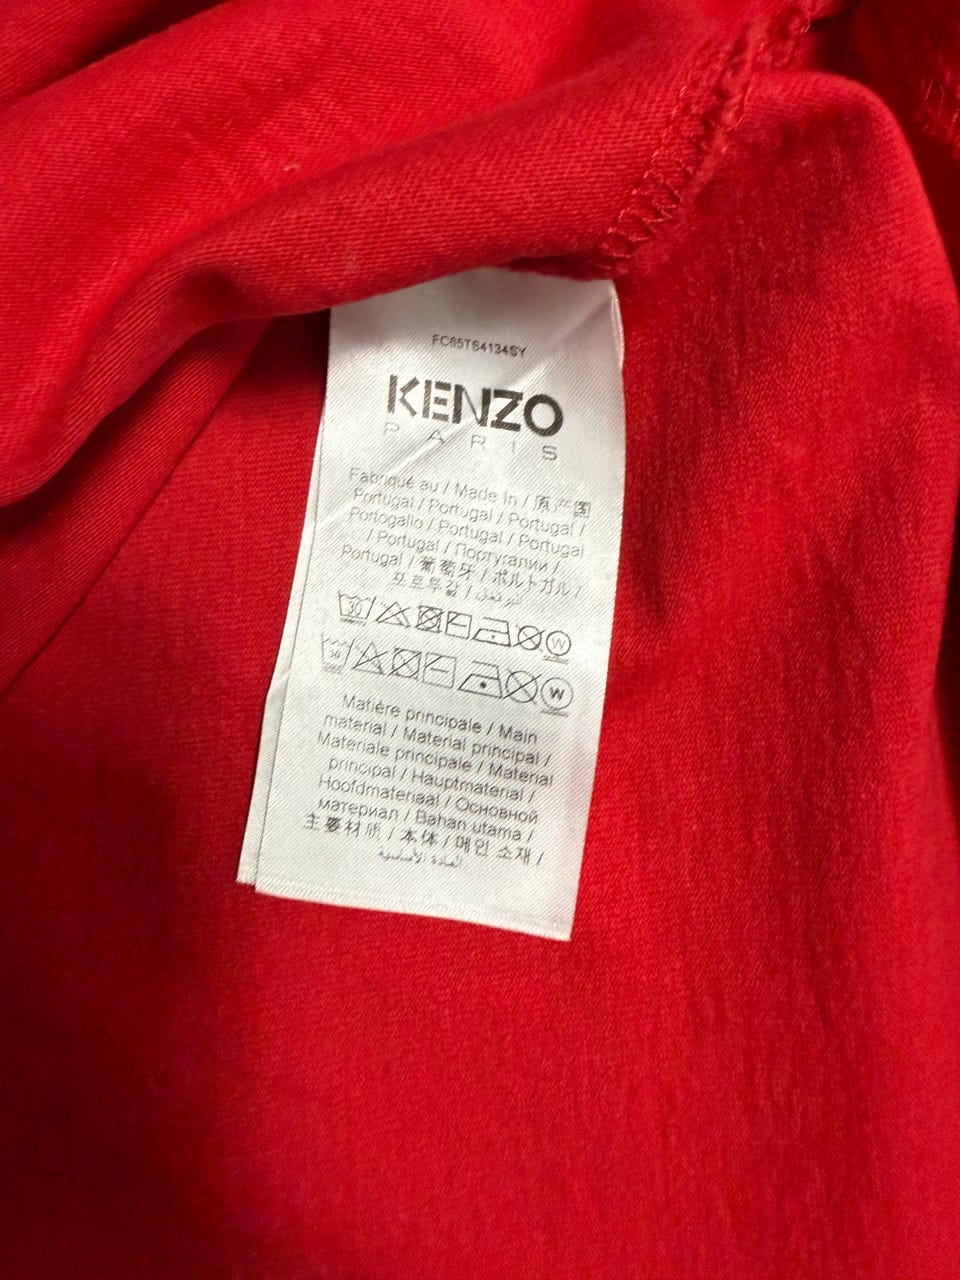 FC65TS4134SY
KENZO
PARIS
Fabriqué au / Made In / 原产国
Portugal / Portugal / Portugal /
Portogallo / Portugal / Portugal
/ Portugal / Португалии /
Portugal / 葡萄牙 / ポルトガル /
포르투갈 / البرتغال
30
30
W
W
Matière principale / Main
material / Material principal /
Materiale principale / Material
principal / Hauptmaterial /
Hoofdmateriaal / Основной
материал / Bahan utama /
主要材质 / 本体 / 메인 소재 /
المادة الأساسية